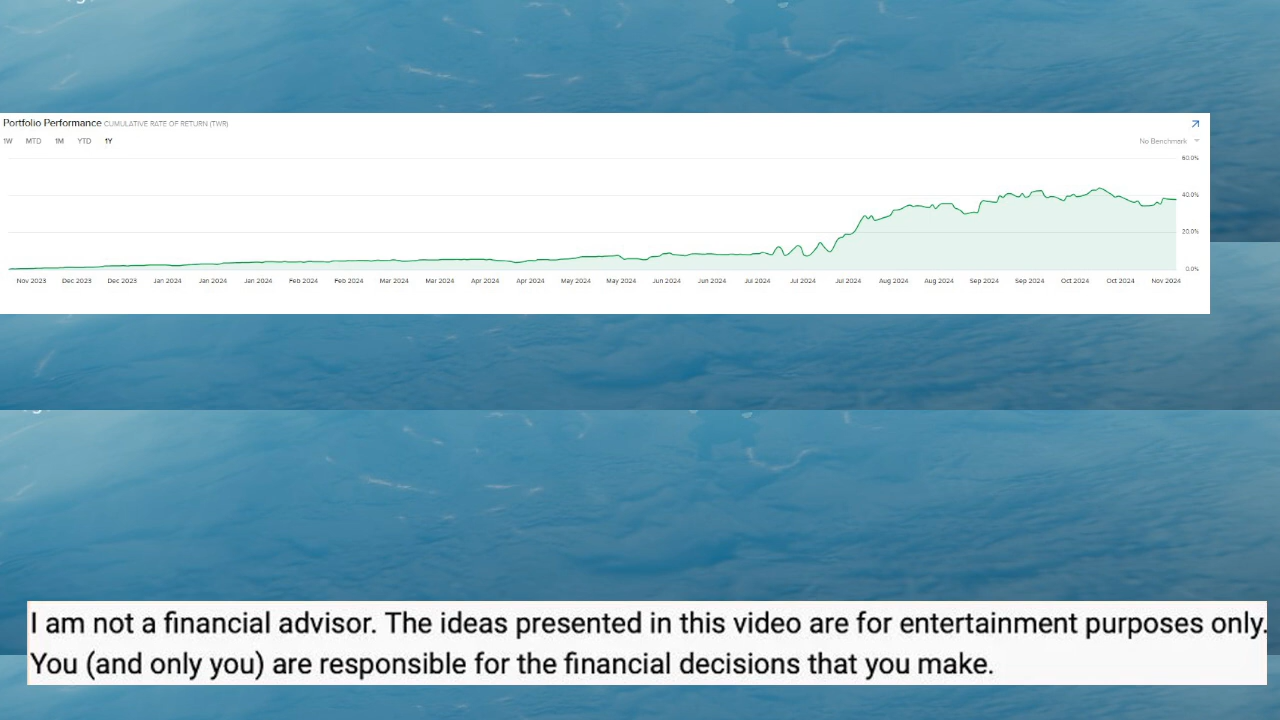 Portfolio Performance CUMULATIVE RATE OF RETURN (TWR)
1W MTD 1M YTD 1Y
No Benchmark
60.0%
40.0%
20.0%
0.0%
Nov 2023 Dec 2023 Dec 2023 Jan 2024 Jan 2024 Jan 2024 Feb 2024 Feb 2024 Mar 2024 Mar 2024 Apr 2024 Apr 2024 May 2024 May 2024 Jun 2024 Jun 2024 Jul 2024 Jul 2024 Jul 2024 Aug 2024 Aug 2024 Sep 2024 Sep 2024 Oct 2024 Oct 2024 Nov 2024
I am not a financial advisor. The ideas presented in this video are for entertainment purposes only.
You (and only you) are responsible for the financial decisions that you make.